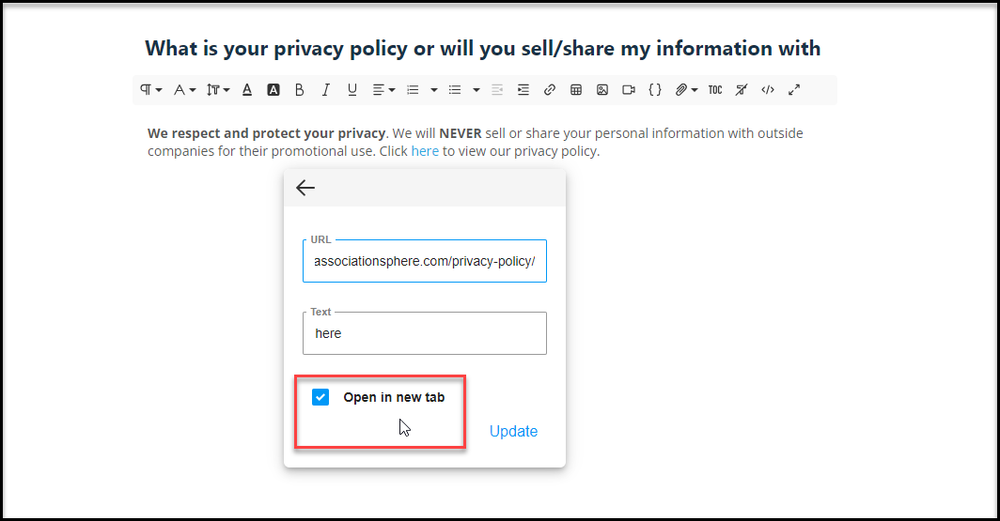 What is your privacy policy or will you sell/share my information with
B I U TOC
We respect and protect your privacy. We will NEVER sell or share your personal information with outside
companies for their promotional use. Click here to view our privacy policy.
URL
associationsphere.com/privacy-policy/
Text
here
Open in new tab
Update